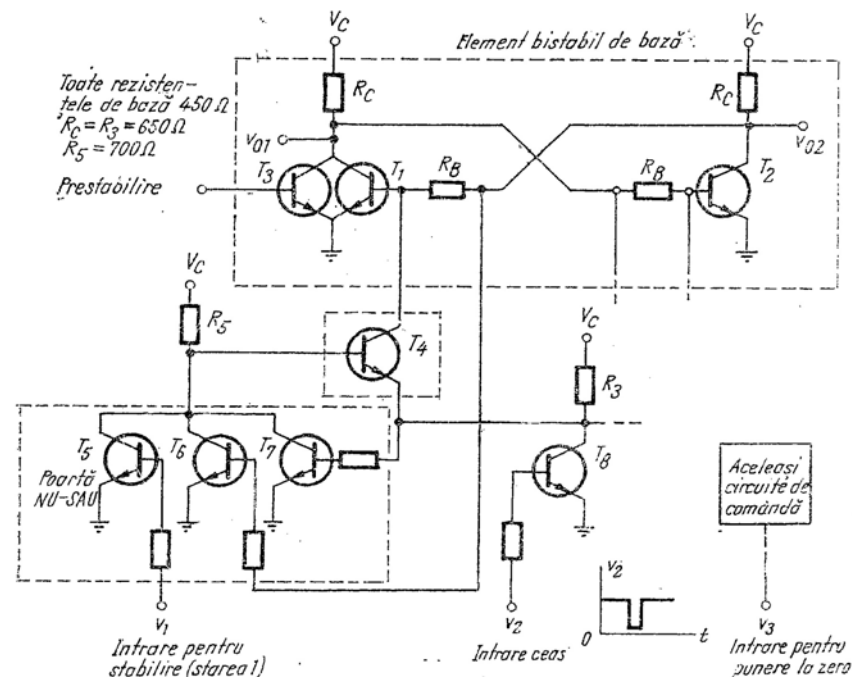 V_C
V_C
Element bistabil de bază
Toate rezisten-
tele de bază 450 Ω
R_C = R_3 = 650 Ω
R_5 = 700 Ω
R_C
R_C
v_01
v_02
T_3
T_1
R_B
R_B
T_2
Prestabilire
V_C
R_5
T_4
V_C
R_3
T_5
T_6
T_7
T_8
Poartă
NU-SAU
Aceleași
circuite de
comandă
v_2
0
t
v_1
v_2
v_3
Intrare pentru
stabilire (starea 1)
Intrare ceas
Intrare pentru
punere la zero